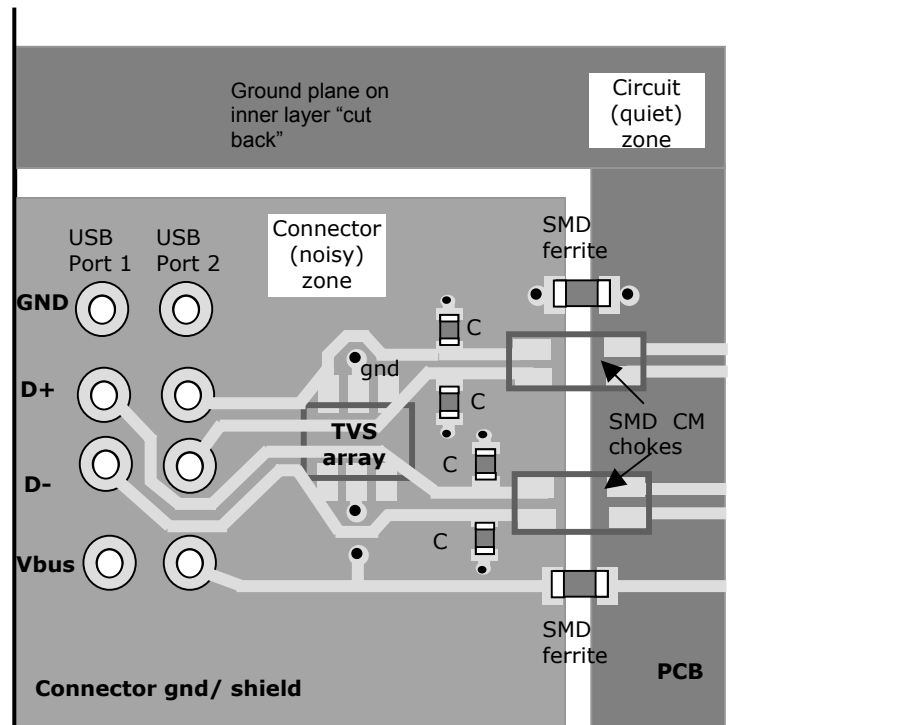 Ground plane on
inner layer “cut
back”
Circuit
(quiet)
zone
USB
Port 1
USB
Port 2
Connector
(noisy)
zone
SMD
ferrite
GND
C
gnd
D+
C
TVS
array
SMD CM
chokes
C
D–
C
Vbus
SMD
ferrite
PCB
Connector gnd/ shield